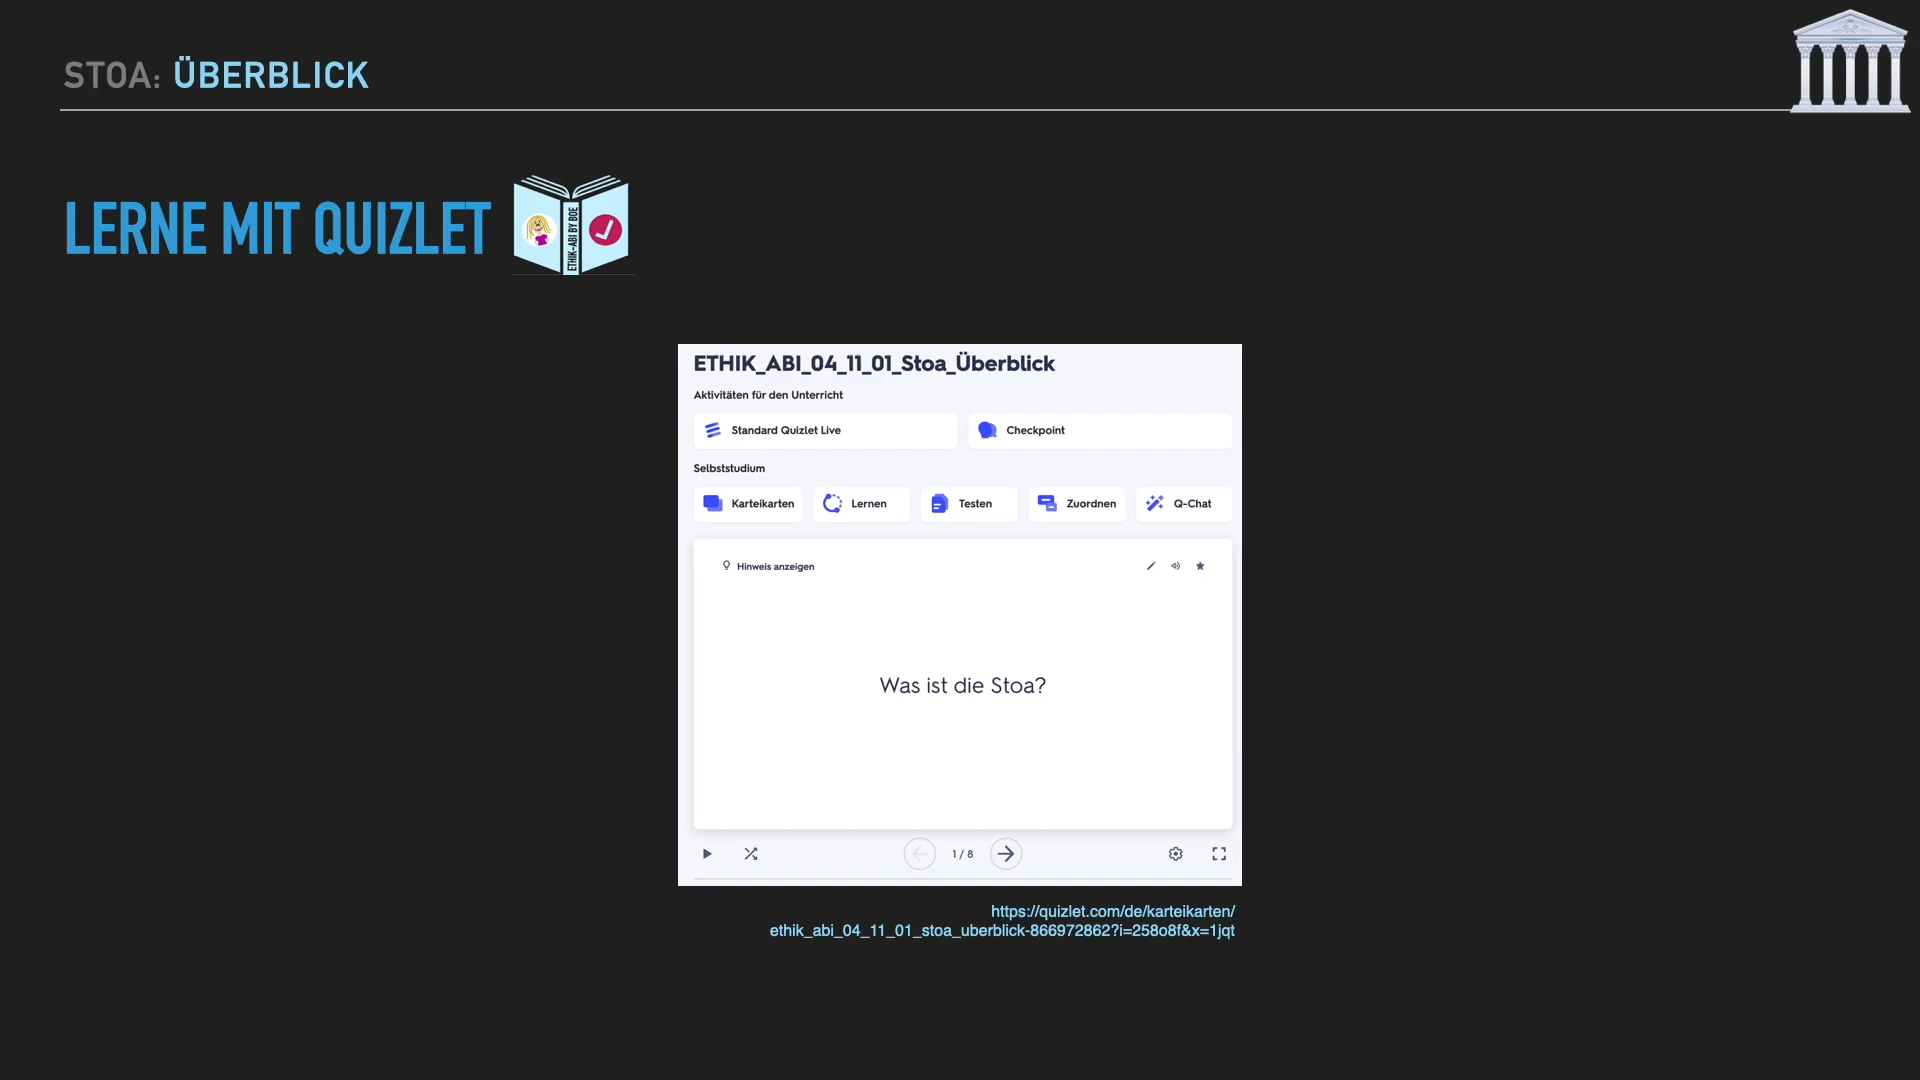 STOA: ÜBERBLICK
LERNE MIT QUIZLET
ETHIK-ABI BY BOE
ETHIK_ABI_04_11_01_Stoa_Überblick
Aktivitäten für den Unterricht
Standard Quizlet Live
Checkpoint
Selbststudium
Karteikarten
Lernen
Testen
Zuordnen
Q-Chat
Hinweis anzeigen
Was ist die Stoa?
1 / 8
https://quizlet.com/de/karteikarten/
ethik_abi_04_11_01_stoa_uberblick-866972862?i=258o8f&x=1jqt